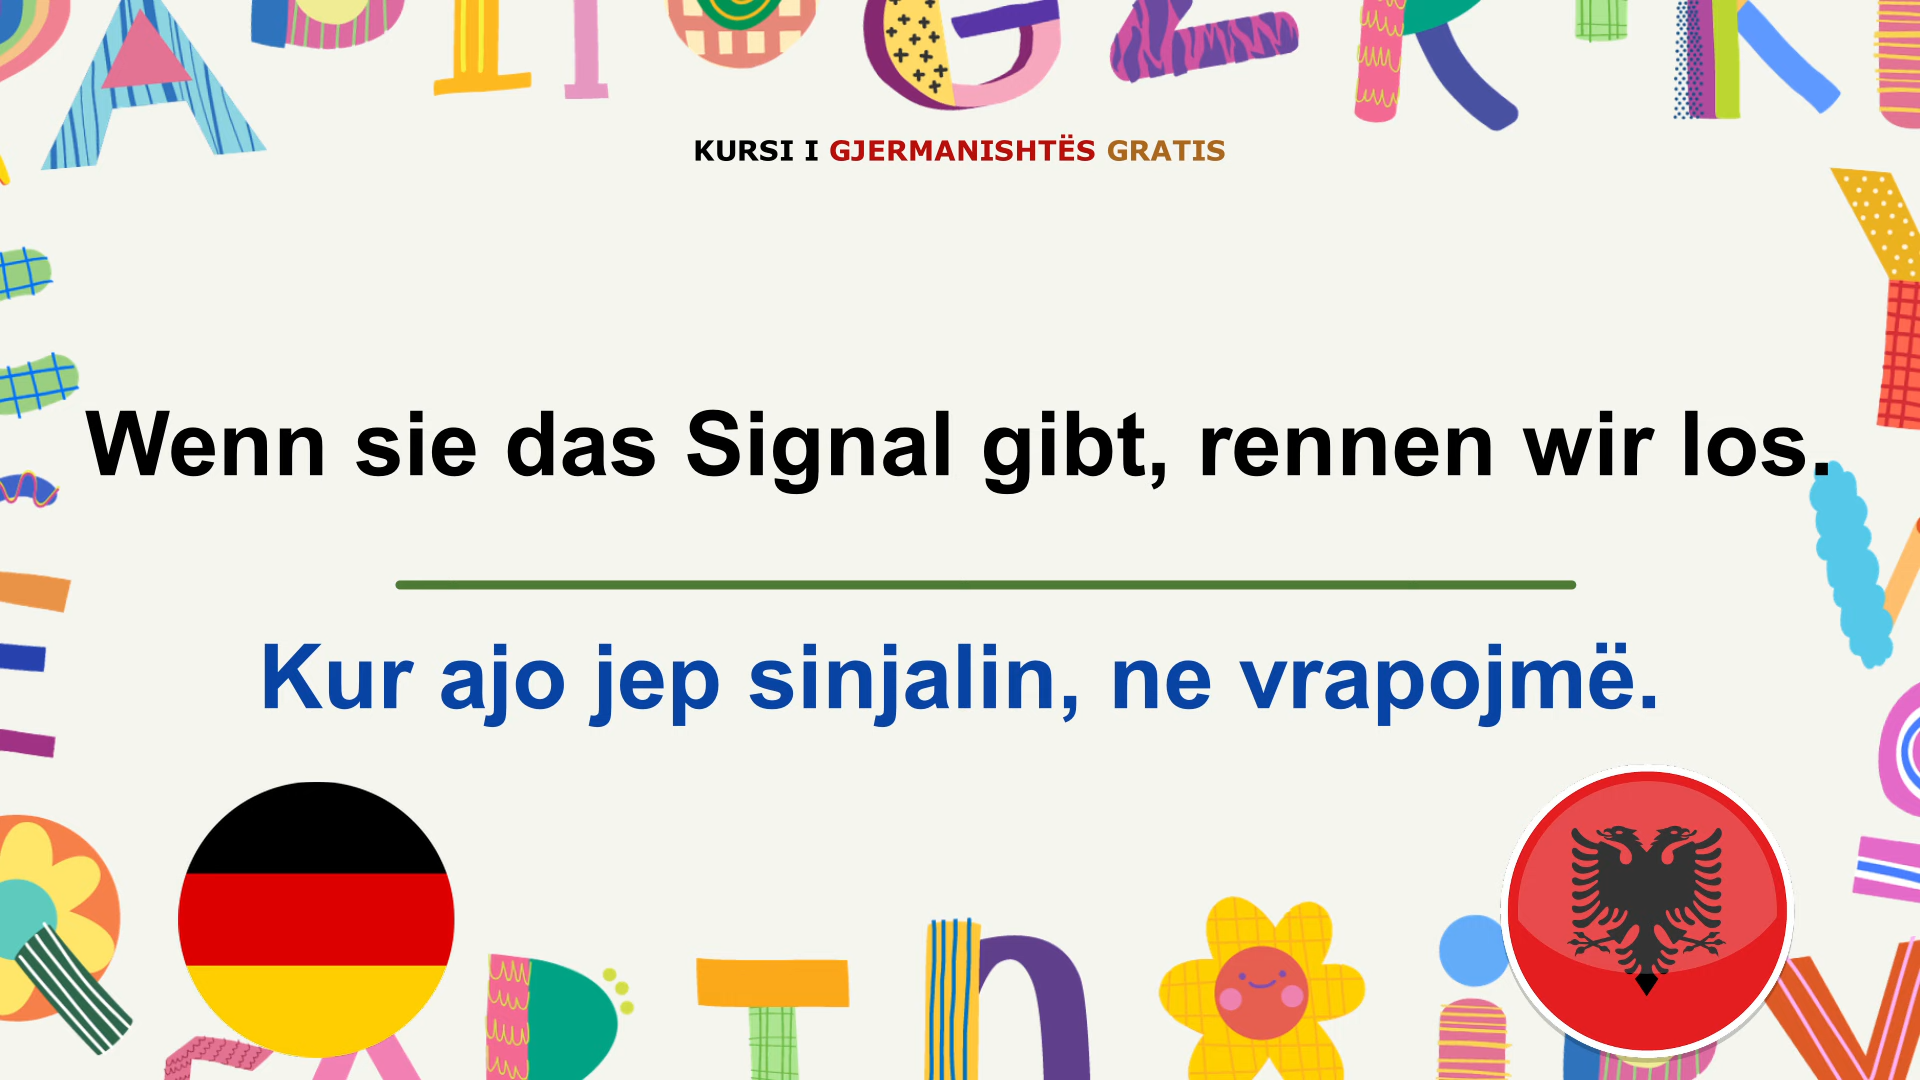 KURSI I GJERMANISHTËS GRATIS
Wenn sie das Signal gibt, rennen wir los.
Kur ajo jep sinjalin, ne vrapojmë.